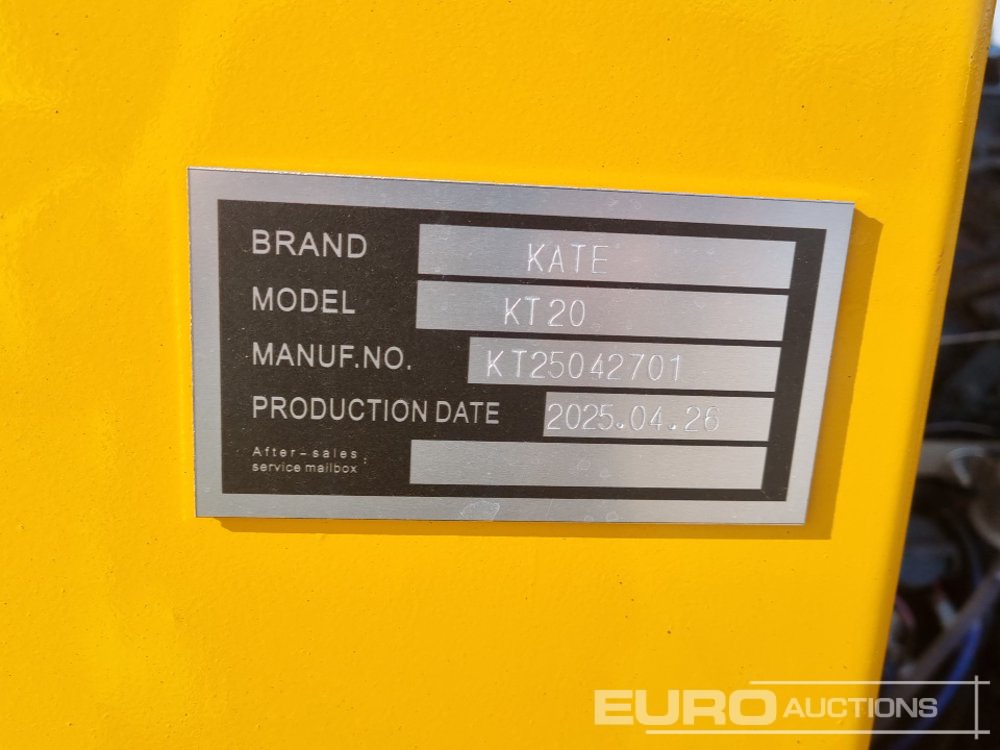 BRAND KATE
MODEL KT20
MANUF.NO. KT25042701
PRODUCTION DATE 2025.04.26
After-sales
service mailbox:
EURO AUCTIONS